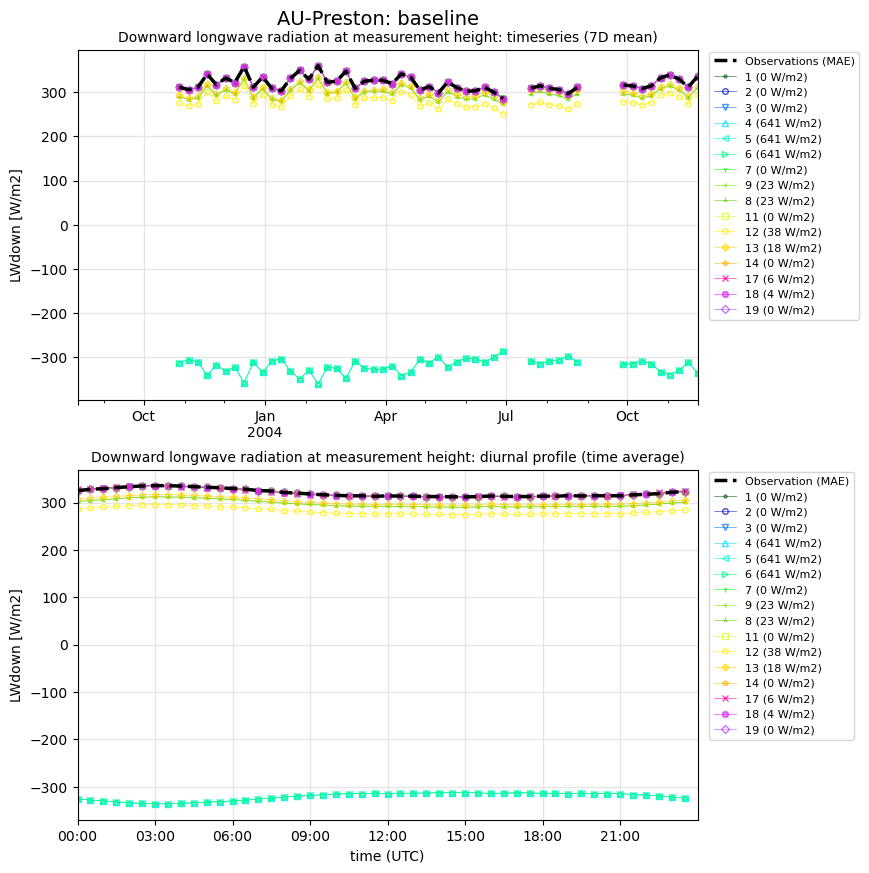 AU-Preston: baseline
Downward longwave radiation at measurement height: timeseries (7D mean)
LWdown [W/m2]
300
200
100
0
−100
−200
−300
Oct
Jan
2004
Apr
Jul
Oct
Observations (MAE)
1 (0 W/m2)
2 (0 W/m2)
3 (0 W/m2)
4 (641 W/m2)
5 (641 W/m2)
6 (641 W/m2)
7 (0 W/m2)
9 (23 W/m2)
8 (23 W/m2)
11 (0 W/m2)
12 (38 W/m2)
13 (18 W/m2)
14 (0 W/m2)
17 (6 W/m2)
18 (4 W/m2)
19 (0 W/m2)
Downward longwave radiation at measurement height: diurnal profile (time average)
LWdown [W/m2]
300
200
100
0
−100
−200
−300
00:00
03:00
06:00
09:00
12:00
15:00
18:00
21:00
time (UTC)
Observation (MAE)
1 (0 W/m2)
2 (0 W/m2)
3 (0 W/m2)
4 (641 W/m2)
5 (641 W/m2)
6 (641 W/m2)
7 (0 W/m2)
9 (23 W/m2)
8 (23 W/m2)
11 (0 W/m2)
12 (38 W/m2)
13 (18 W/m2)
14 (0 W/m2)
17 (6 W/m2)
18 (4 W/m2)
19 (0 W/m2)